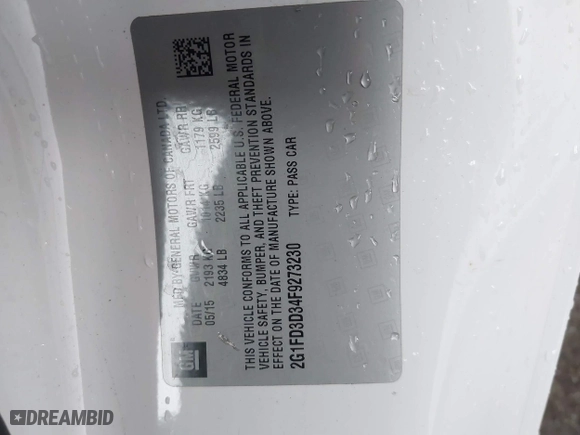 MFD BY GENERAL MOTORS OF CANADA LTD
DATE GVWR GAWR FRT GAWR RR
05/15 2193 KG 1014 KG 1179 KG
4834 LB 2235 LB 2599 LB
THIS VEHICLE CONFORMS TO ALL APPLICABLE U.S. FEDERAL MOTOR
VEHICLE SAFETY, BUMPER, AND THEFT PREVENTION STANDARDS IN
EFFECT ON THE DATE OF MANUFACTURE SHOWN ABOVE.
2G1FD3D34F9273230 TYPE: PASS CAR
GM
DREAMBID